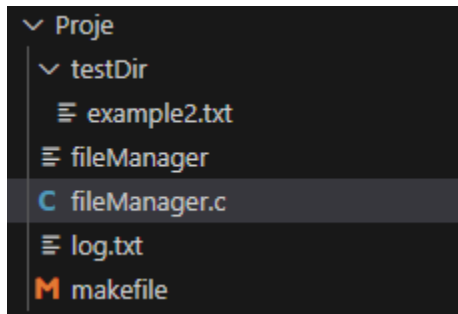 Proje
testDir
example2.txt
fileManager
C fileManager.c
log.txt
M makefile